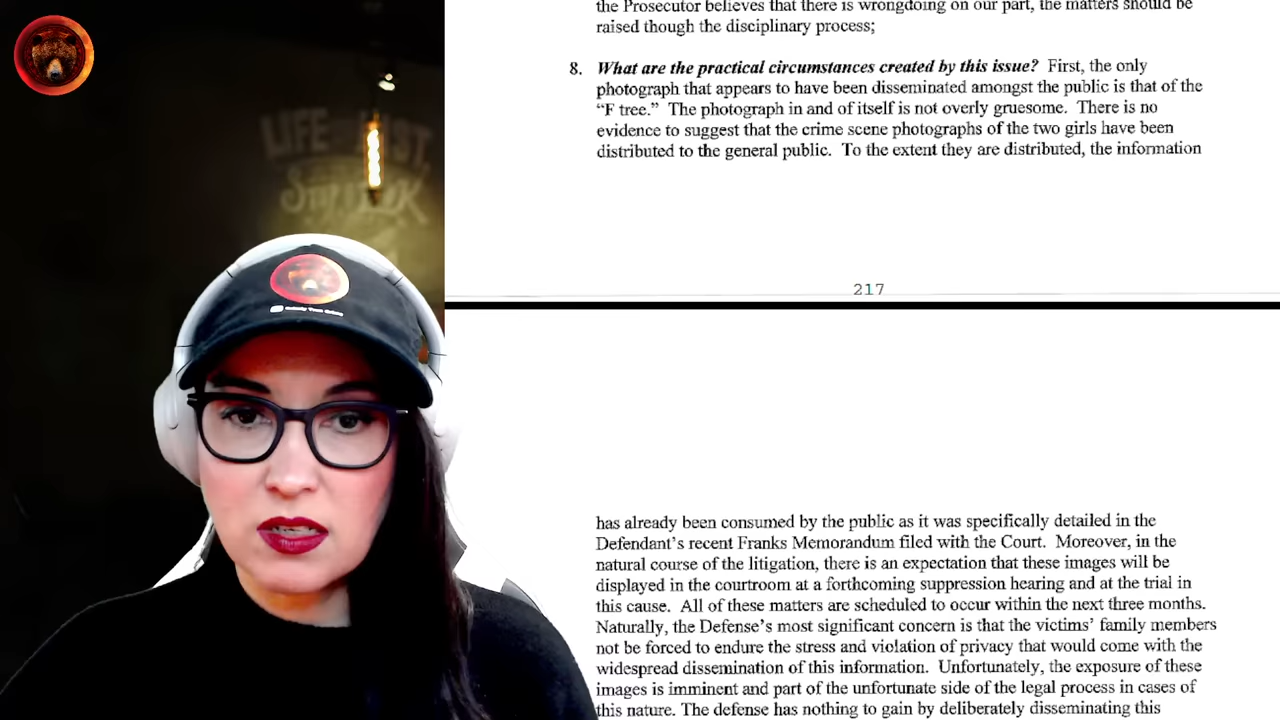 LIFE
the Prosecutor believes that there is wrongdoing on our part, the matters should be
raised though the disciplinary process;
8. What are the practical circumstances created by this issue? First, the only
photograph that appears to have been disseminated amongst the public is that of the
“F tree.” The photograph in and of itself is not overly gruesome. There is no
evidence to suggest that the crime scene photographs of the two girls have been
distributed to the general public. To the extent they are distributed, the information
217
has already been consumed by the public as it was specifically detailed in the
Defendant’s recent Franks Memorandum filed with the Court. Moreover, in the
natural course of the litigation, there is an expectation that these images will be
displayed in the courtroom at a forthcoming suppression hearing and at the trial in
this cause. All of these matters are scheduled to occur within the next three months.
Naturally, the Defense’s most significant concern is that the victims’ family members
not be forced to endure the stress and violation of privacy that would come with the
widespread dissemination of this information. Unfortunately, the exposure of these
images is imminent and part of the unfortunate side of the legal process in cases of
this nature. The defense has nothing to gain by deliberately disseminating this